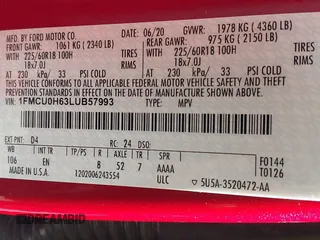 MFD. BY FORD MOTOR CO.
06/20 GVWR: 1978 KG (4360 LB)
FRONT GAWR: 1061 KG (2340 LB)
REAR GAWR: 975 KG (2150 LB)
225/60R18 100H TIRES 225/60R18 100H TIRES
18x7.0J RIMS 18x7.0J RIMS
AT 230 kPa/ 33 PSI COLD AT 230 kPa/ 33 PSI COLD
THIS VEHICLE CONFORMS TO ALL APPLICABLE FEDERAL MOTOR VEHICLE
SAFETY AND THEFT PREVENTION STANDARDS IN EFFECT ON THE DATE OF
MANUFACTURE SHOWN ABOVE.
VIN: 1FMCU0H63LUB57993
TYPE: MPV
EXT PNT: D4 RC: 24 DSO: F0144
WB BRK TP/PS R AXLE TR SPR T0126
106 EN B 8 52 7 AAAA
1202006243554 ULC 5U5A-3520472-AA